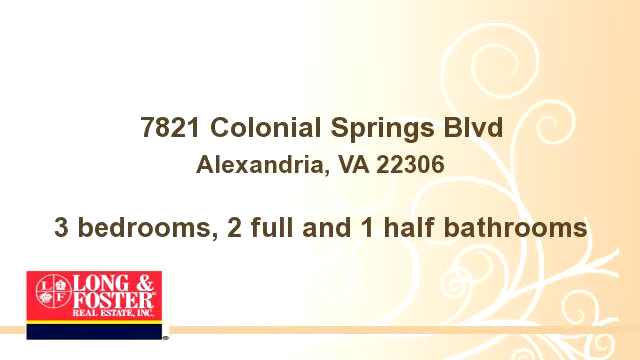 7821 Colonial Springs Blvd
Alexandria, VA 22306
3 bedrooms, 2 full and 1 half bathrooms
L F
LONG &
FOSTER
REAL ESTATE, INC.
®